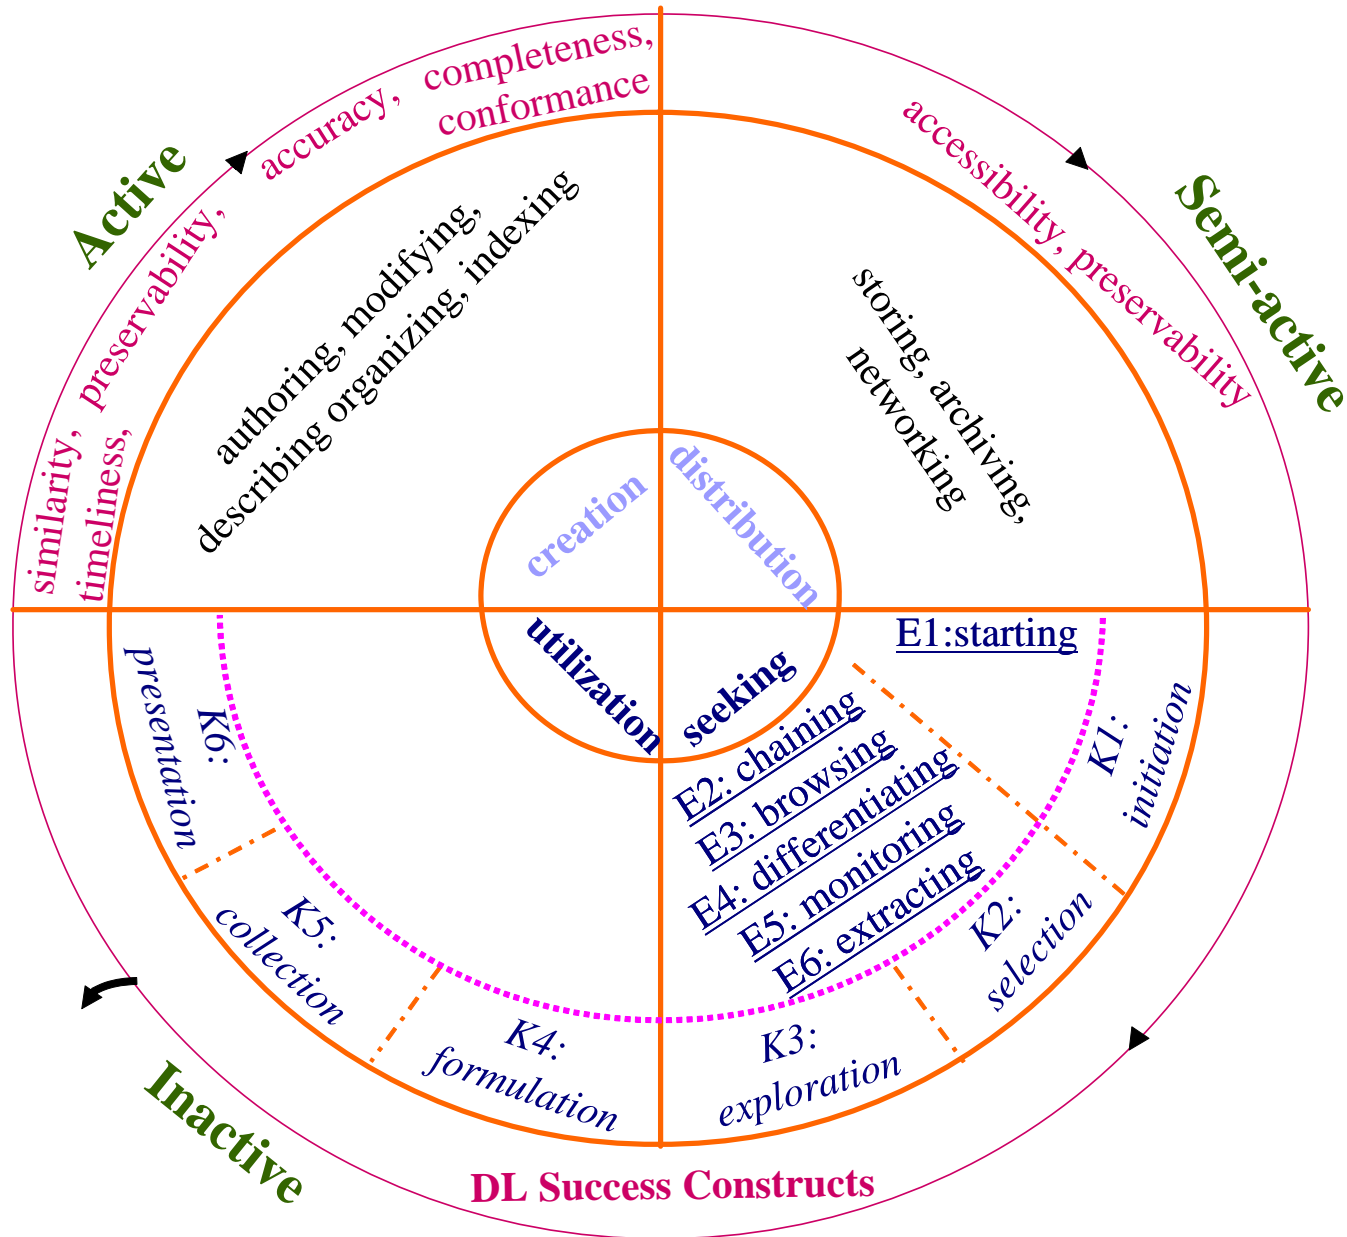 completeness,
conformance
accuracy,
similarity, preservability,
timeliness,
Active
authoring, modifying,
describing organizing, indexing
creation
accessibility, preservability
Semi-active
storing, archiving,
networking
distribution
utilization
seeking
E1:starting
E2: chaining
E3: browsing
E4: differentiating
E5: monitoring
E6: extracting
K1:
initiation
K2:
selection
K3:
exploration
K4:
formulation
K5:
collection
K6:
presentation
Inactive
DL Success Constructs